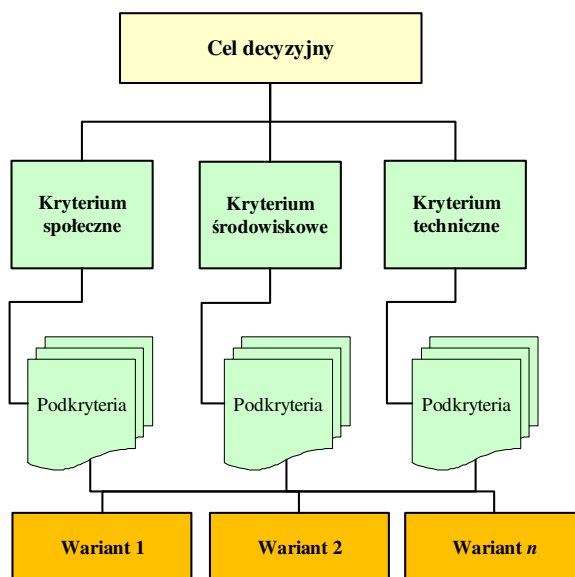 Cel decyzyjny
Kryterium
społeczne
Kryterium
środowiskowe
Kryterium
techniczne
Podkryteria
Podkryteria
Podkryteria
Wariant 1
Wariant 2
Wariant n